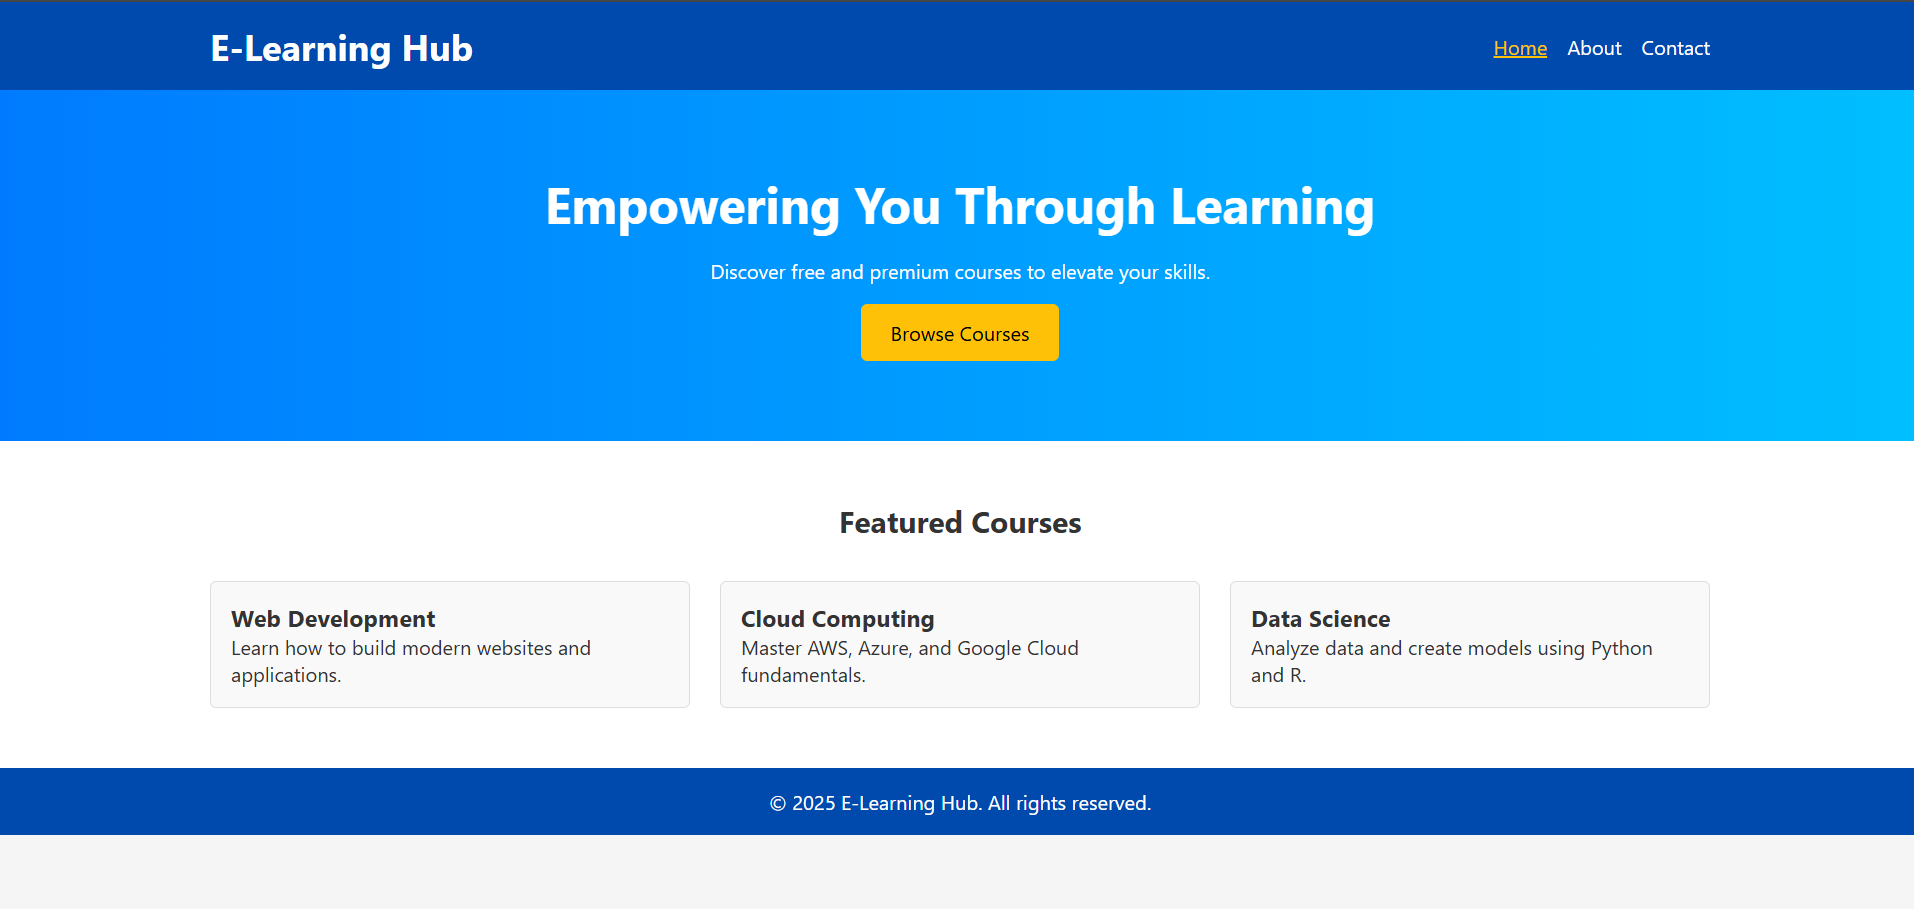 E-Learning Hub
Home About Contact
Empowering You Through Learning
Discover free and premium courses to elevate your skills.
Browse Courses
Featured Courses
Web Development
Learn how to build modern websites and
applications.
Cloud Computing
Master AWS, Azure, and Google Cloud
fundamentals.
Data Science
Analyze data and create models using Python
and R.
© 2025 E-Learning Hub. All rights reserved.